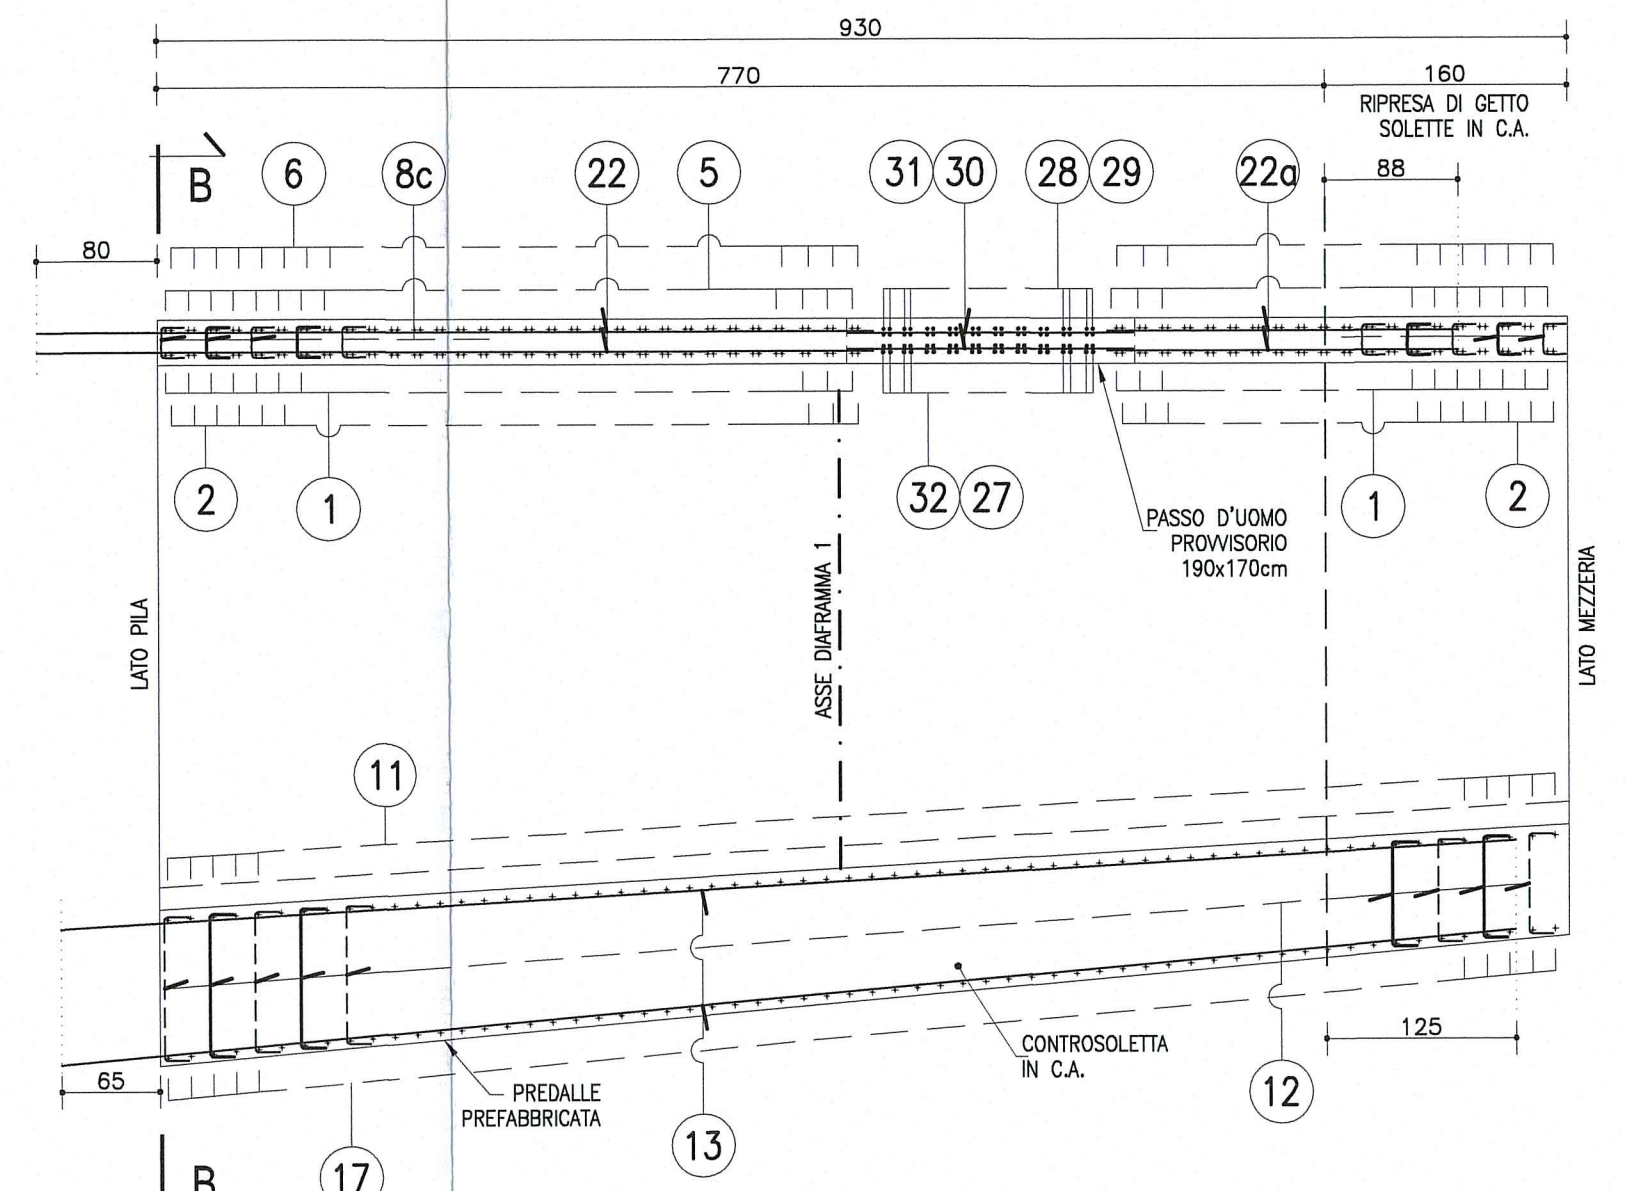 930
770
160
RIPRESA DI GETTO
SOLETTE IN C.A.
B
6
8c
22
5
31
30
28
29
22a
88
80
2
1
32
27
1
2
PASSO D'UOMO
PROVVISORIO
190x170cm
LATO PILA
ASSE DIAFRAMMA 1
LATO MEZZERIA
11
125
CONTROSOLETTA
IN C.A.
65
PREDALLE
PREFABBRICATA
12
13
17
B